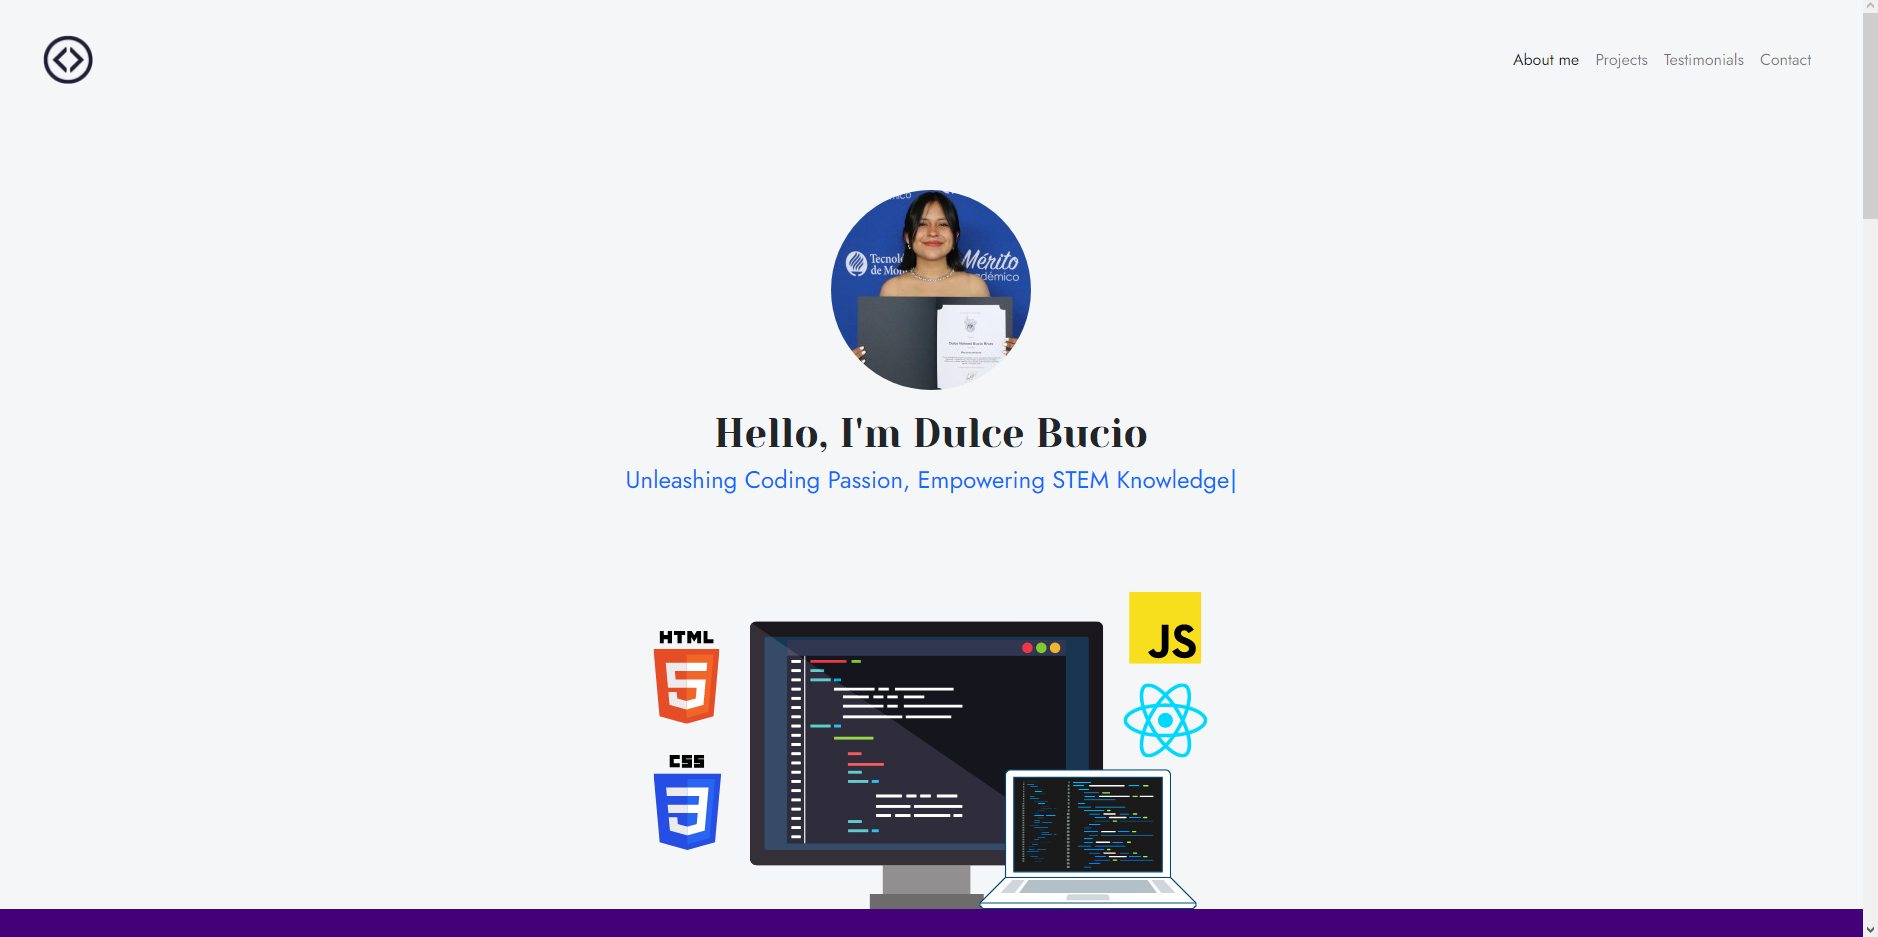 About me Projects Testimonials Contact
Tecnol
de Mon
Mérito
démico
Hello, I'm Dulce Bucio
Unleashing Coding Passion, Empowering STEM Knowledge|
HTML
5
CSS
3
JS